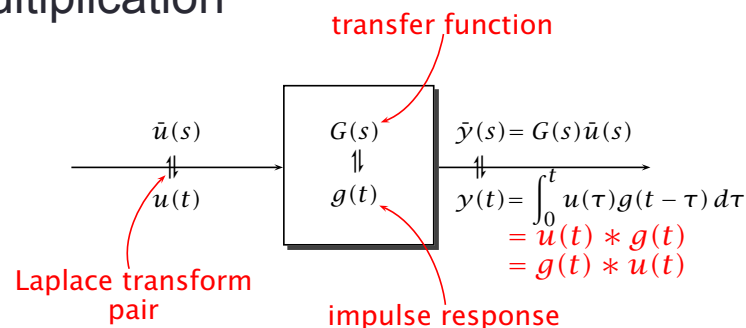 ultiplication
transfer function
ū(s)
G(s)
ȳ(s) = G(s)ū(s)
⥮
⥮
⥮
u(t)
g(t)
y(t) = ∫₀ᵗ u(τ)g(t − τ) dτ
= u(t) ∗ g(t)
= g(t) ∗ u(t)
Laplace transform
pair
impulse response